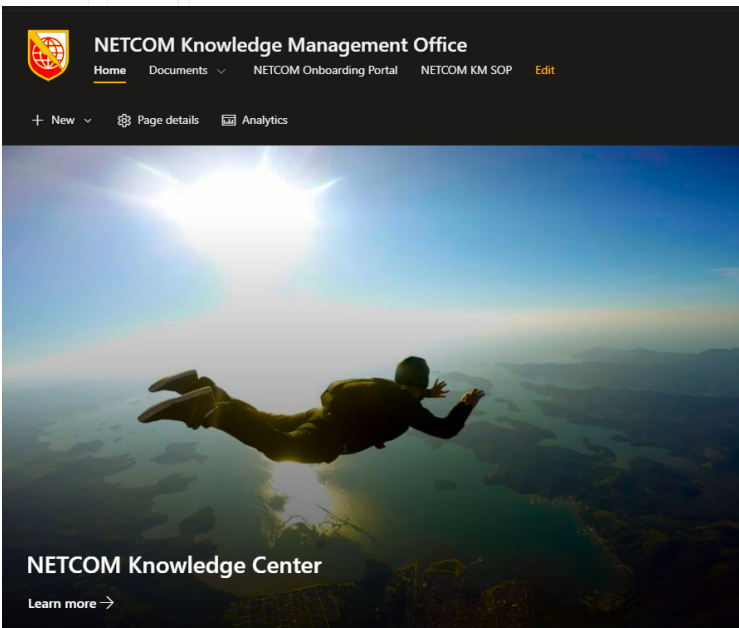 NETCOM Knowledge Management Office
Home Documents NETCOM Onboarding Portal NETCOM KM SOP Edit
+ New Page details Analytics
NETCOM Knowledge Center
Learn more →